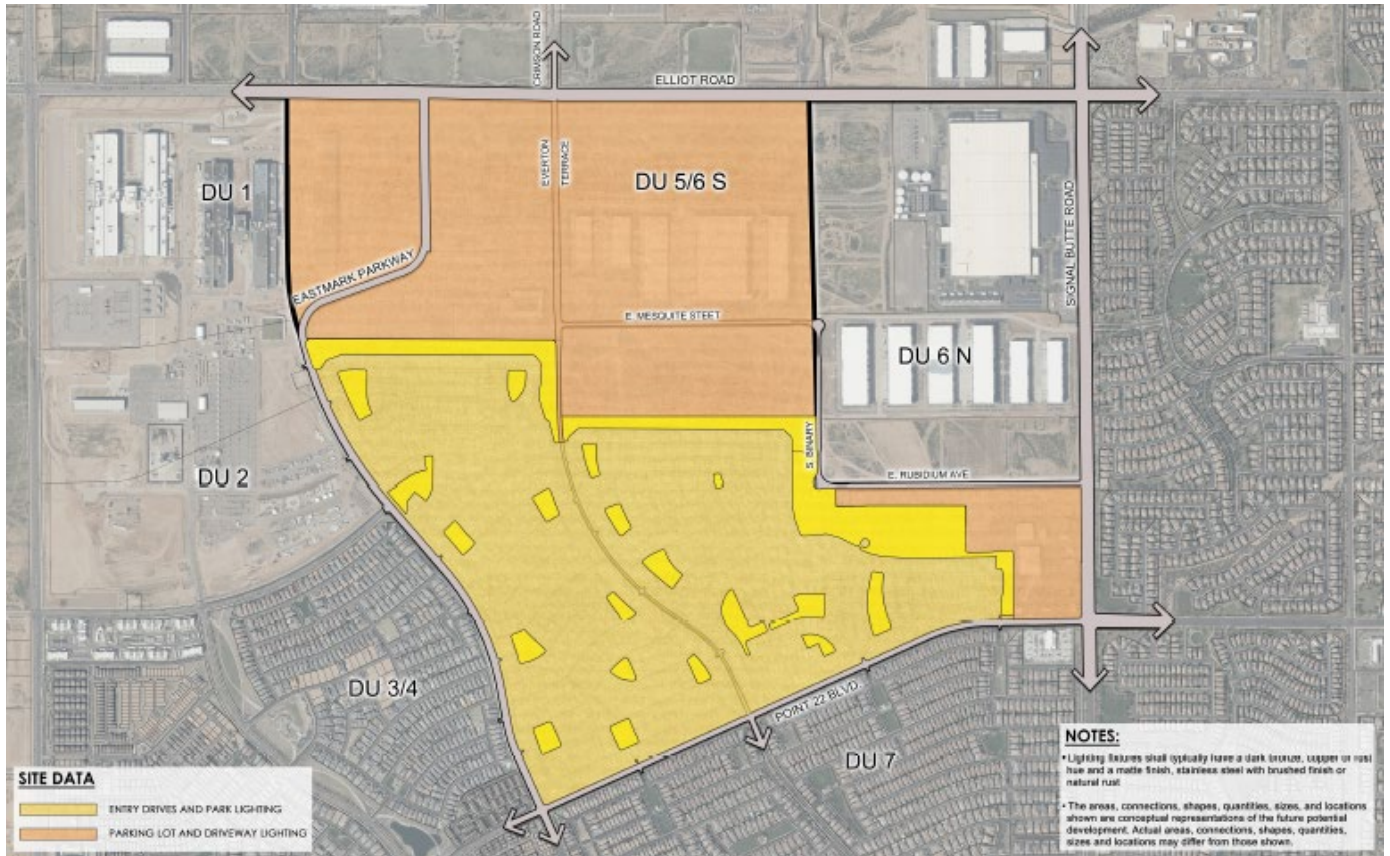 CRIMSON ROAD
ELLIOT ROAD
DU 1
EVERTON
TERRACE
DU 5/6 S
SIGNAL BUTTE ROAD
EASTMARK PARKWAY
E. MESQUITE STEET
DU 6 N
S. BINARY
E. RUBIDIUM AVE
DU 2
DU 3/4
POINT 22 BLVD.
DU 7
SITE DATA
ENTRY DRIVES AND PARK LIGHTING
PARKING LOT AND DRIVEWAY LIGHTING
NOTES:
• Lighting fixtures shall typically have a dark bronze, copper or rust
hue and a matte finish, stainless steel with brushed finish or
natural rust
• The areas, connections, shapes, quantities, sizes, and locations
shown are conceptual representations of the future potential
development. Actual areas, connections, shapes, quantities,
sizes and locations may differ from those shown.